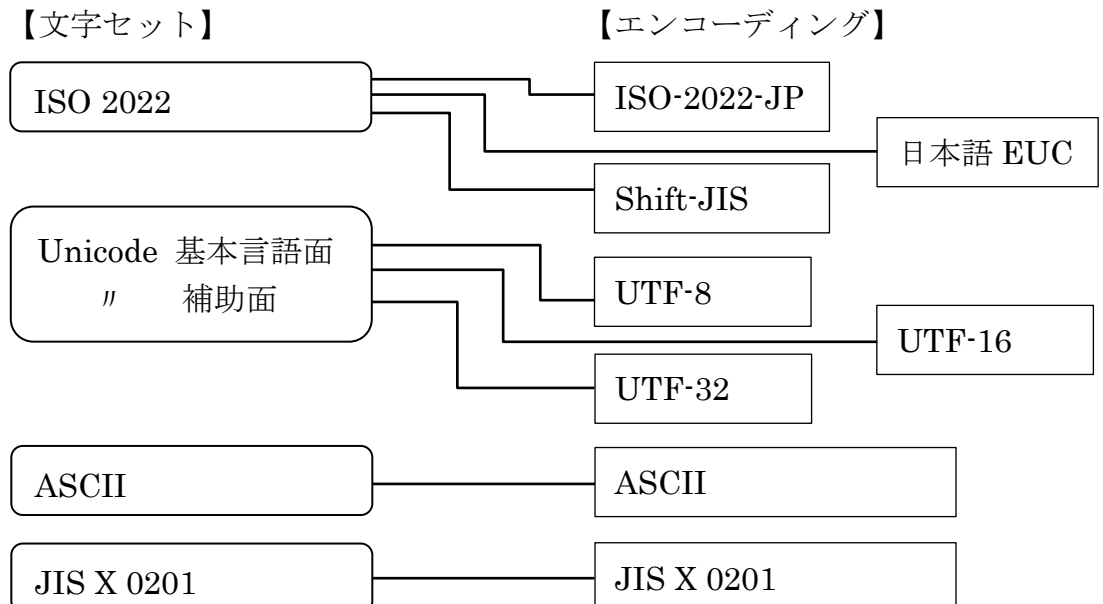 【文字セット】 【エンコーディング】
ISO 2022
ISO-2022-JP
日本語 EUC
Shift-JIS
Unicode 基本言語面
〃 補助面
UTF-8
UTF-16
UTF-32
ASCII
ASCII
JIS X 0201
JIS X 0201